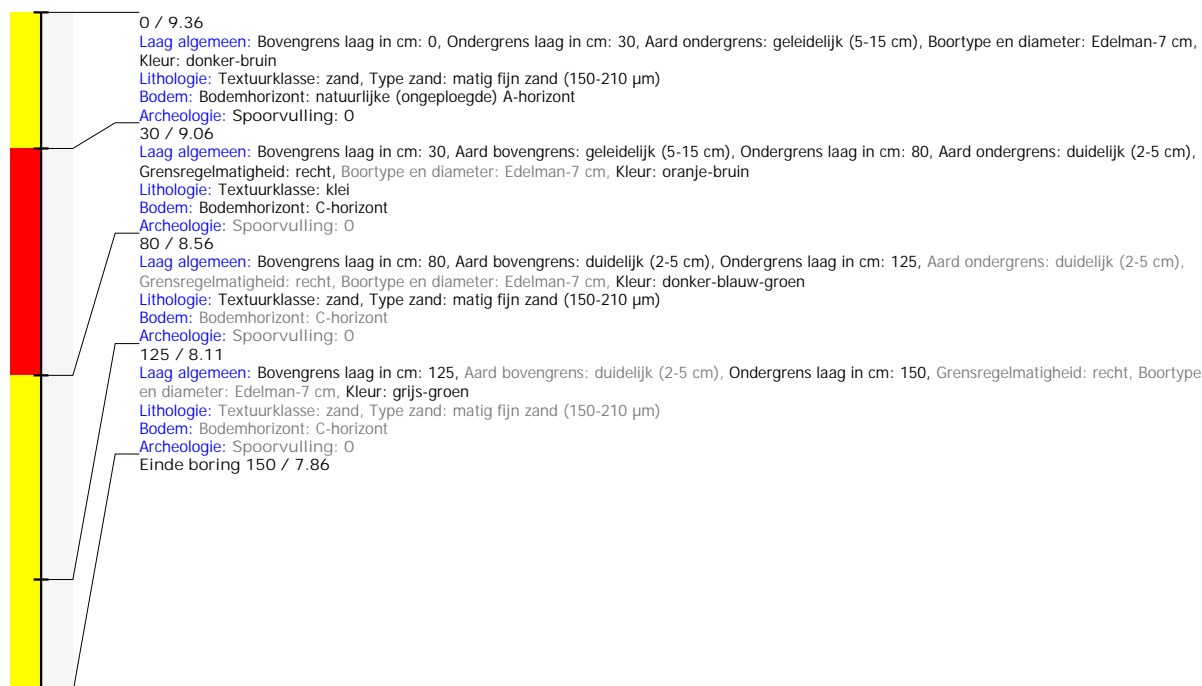 0 / 9.36
Laag algemeen: Bovengrens laag in cm: 0, Ondergrens laag in cm: 30, Aard ondergrens: geleidelijk (5-15 cm), Boortype en diameter: Edelman-7 cm,
Kleur: donker-bruin
Lithologie: Textuurklasse: zand, Type zand: matig fijn zand (150-210 µm)
Bodem: Bodemhorizont: natuurlijke (ongeploegde) A-horizont
Archeologie: Spoorvulling: 0
30 / 9.06
Laag algemeen: Bovengrens laag in cm: 30, Aard bovengrens: geleidelijk (5-15 cm), Ondergrens laag in cm: 80, Aard ondergrens: duidelijk (2-5 cm),
Grensregelmatigheid: recht, Boortype en diameter: Edelman-7 cm, Kleur: oranje-bruin
Lithologie: Textuurklasse: klei
Bodem: Bodemhorizont: C-horizont
Archeologie: Spoorvulling: 0
80 / 8.56
Laag algemeen: Bovengrens laag in cm: 80, Aard bovengrens: duidelijk (2-5 cm), Ondergrens laag in cm: 125, Aard ondergrens: duidelijk (2-5 cm),
Grensregelmatigheid: recht, Boortype en diameter: Edelman-7 cm, Kleur: donker-blauw-groen
Lithologie: Textuurklasse: zand, Type zand: matig fijn zand (150-210 µm)
Bodem: Bodemhorizont: C-horizont
Archeologie: Spoorvulling: 0
125 / 8.11
Laag algemeen: Bovengrens laag in cm: 125, Aard bovengrens: duidelijk (2-5 cm), Ondergrens laag in cm: 150, Grensregelmatigheid: recht, Boortype
en diameter: Edelman-7 cm, Kleur: grijs-groen
Lithologie: Textuurklasse: zand, Type zand: matig fijn zand (150-210 µm)
Bodem: Bodemhorizont: C-horizont
Archeologie: Spoorvulling: 0
Einde boring 150 / 7.86